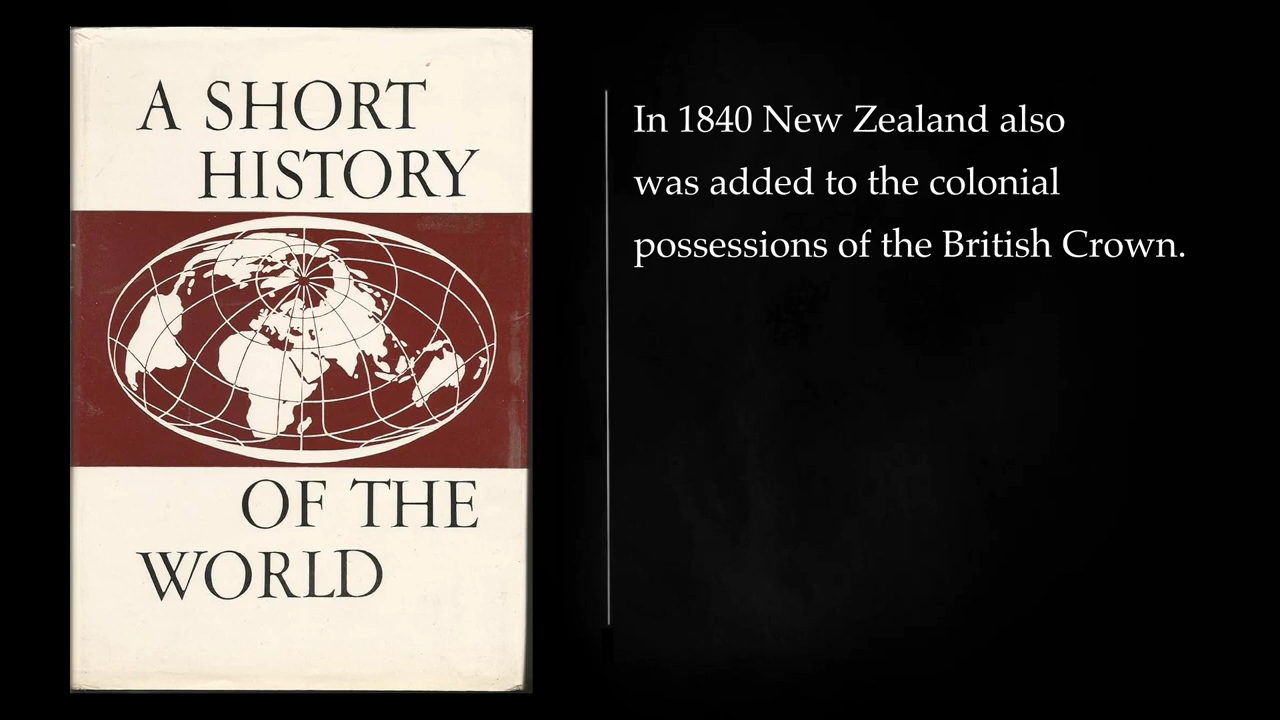 A SHORT
HISTORY
OF THE
WORLD
In 1840 New Zealand also
was added to the colonial
possessions of the British Crown.